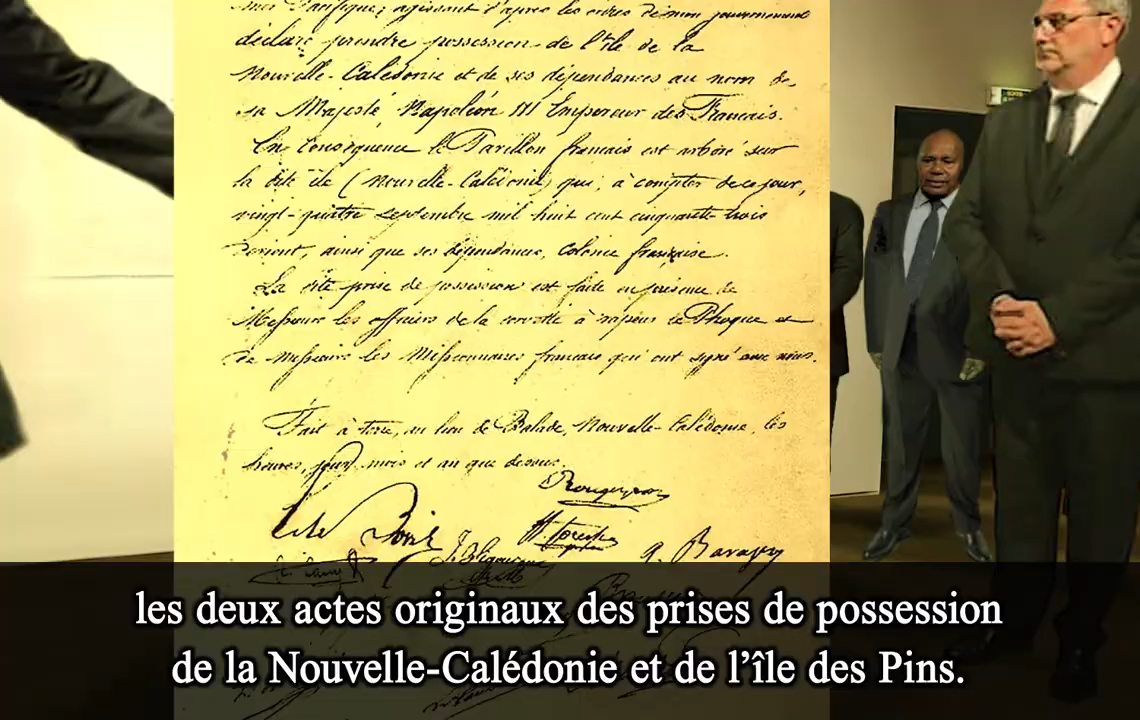 mer Pacifique, agissant d'après les ordres de mon gouvernement
déclare prendre possession de l'île de la
Nouvelle-Calédonie et de ses dépendances au nom de
sa Majesté, Napoléon III Empereur des Français.
En Conséquence le Pavillon français est arboré sur
la dite île (Nouvelle-Calédonie) qui, à compter de ce jour,
vingt-quatre septembre mil huit cent cinquante-trois
devient, ainsi que ses dépendances, Colonie française.
La dite prise de possession est faite en présence de
Messieurs les officiers de la corvette à vapeur le Phoque et
de Messieurs les Missionnaires français qui ont signé avec nous.
Fait à terre, au lieu de Balade, Nouvelle-Calédonie, les
heures, jour, mois et an que dessus.
Rougeyron
les deux actes originaux des prises de possession
de la Nouvelle-Calédonie et de l'île des Pins.